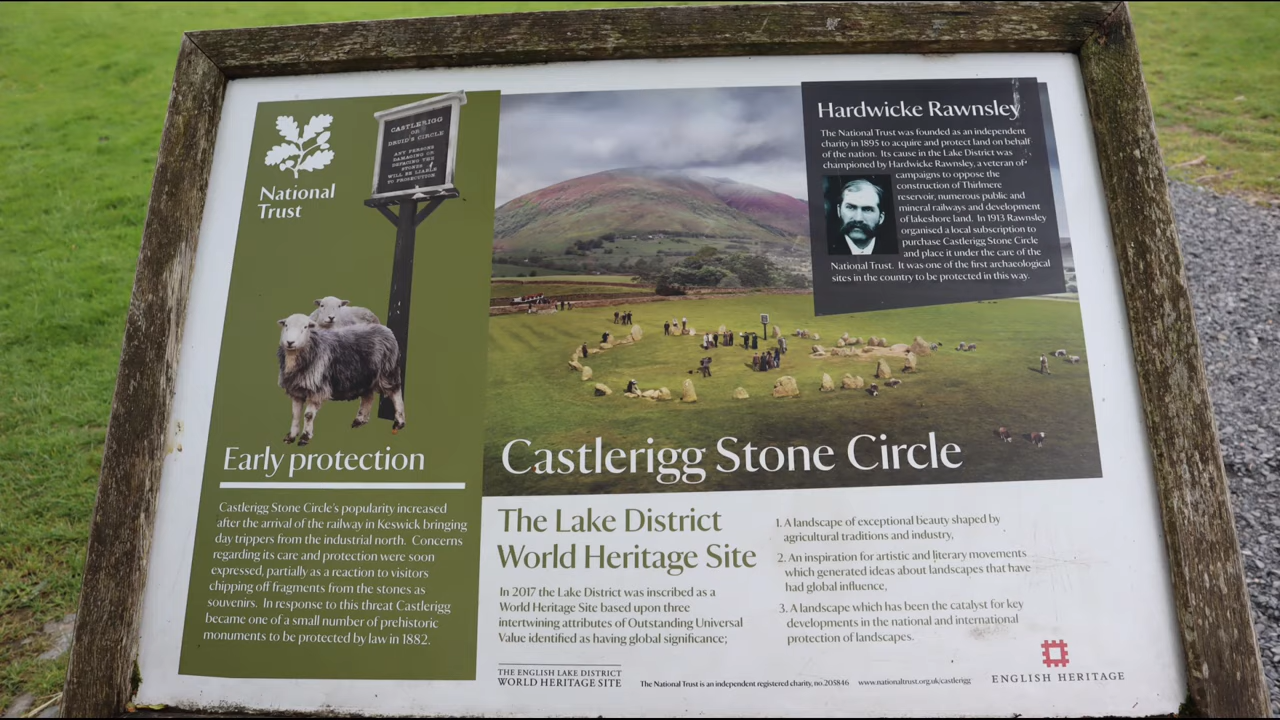 National
Trust
CASTLERIGG
OR
DRUID'S CIRCLE
ANY PERSONS
DAMAGING OR
DEFACING THE
STONES
WILL BE LIABLE
TO PROSECUTION
Early protection
Castlerigg Stone Circle's popularity increased
after the arrival of the railway in Keswick bringing
day trippers from the industrial north. Concerns
regarding its care and protection were soon
expressed, partially as a reaction to visitors
chipping off fragments from the stones as
souvenirs. In response to this threat Castlerigg
became one of a small number of prehistoric
monuments to be protected by law in 1882.
Hardwicke Rawnsley
The National Trust was founded as an independent
charity in 1895 to acquire and protect land on behalf
of the nation. Its cause in the Lake District was
championed by Hardwicke Rawnsley, a veteran of
campaigns to oppose the
construction of Thirlmere
reservoir, numerous public and
mineral railways and development
of lakeshore land. In 1913 Rawnsley
organised a local subscription to
purchase Castlerigg Stone Circle
and place it under the care of the
National Trust. It was one of the first archaeological
sites in the country to be protected in this way.
Castlerigg Stone Circle
The Lake District
World Heritage Site
In 2017 the Lake District was inscribed as a
World Heritage Site based upon three
intertwining attributes of Outstanding Universal
Value identified as having global significance;
1. A landscape of exceptional beauty shaped by
agricultural traditions and industry,
2. An inspiration for artistic and literary movements
which generated ideas about landscapes that have
had global influence,
3. A landscape which has been the catalyst for key
developments in the national and international
protection of landscapes.
THE ENGLISH LAKE DISTRICT
WORLD HERITAGE SITE
The National Trust is an independent registered charity, no.205846 www.nationaltrust.org.uk/castlerigg
ENGLISH HERITAGE